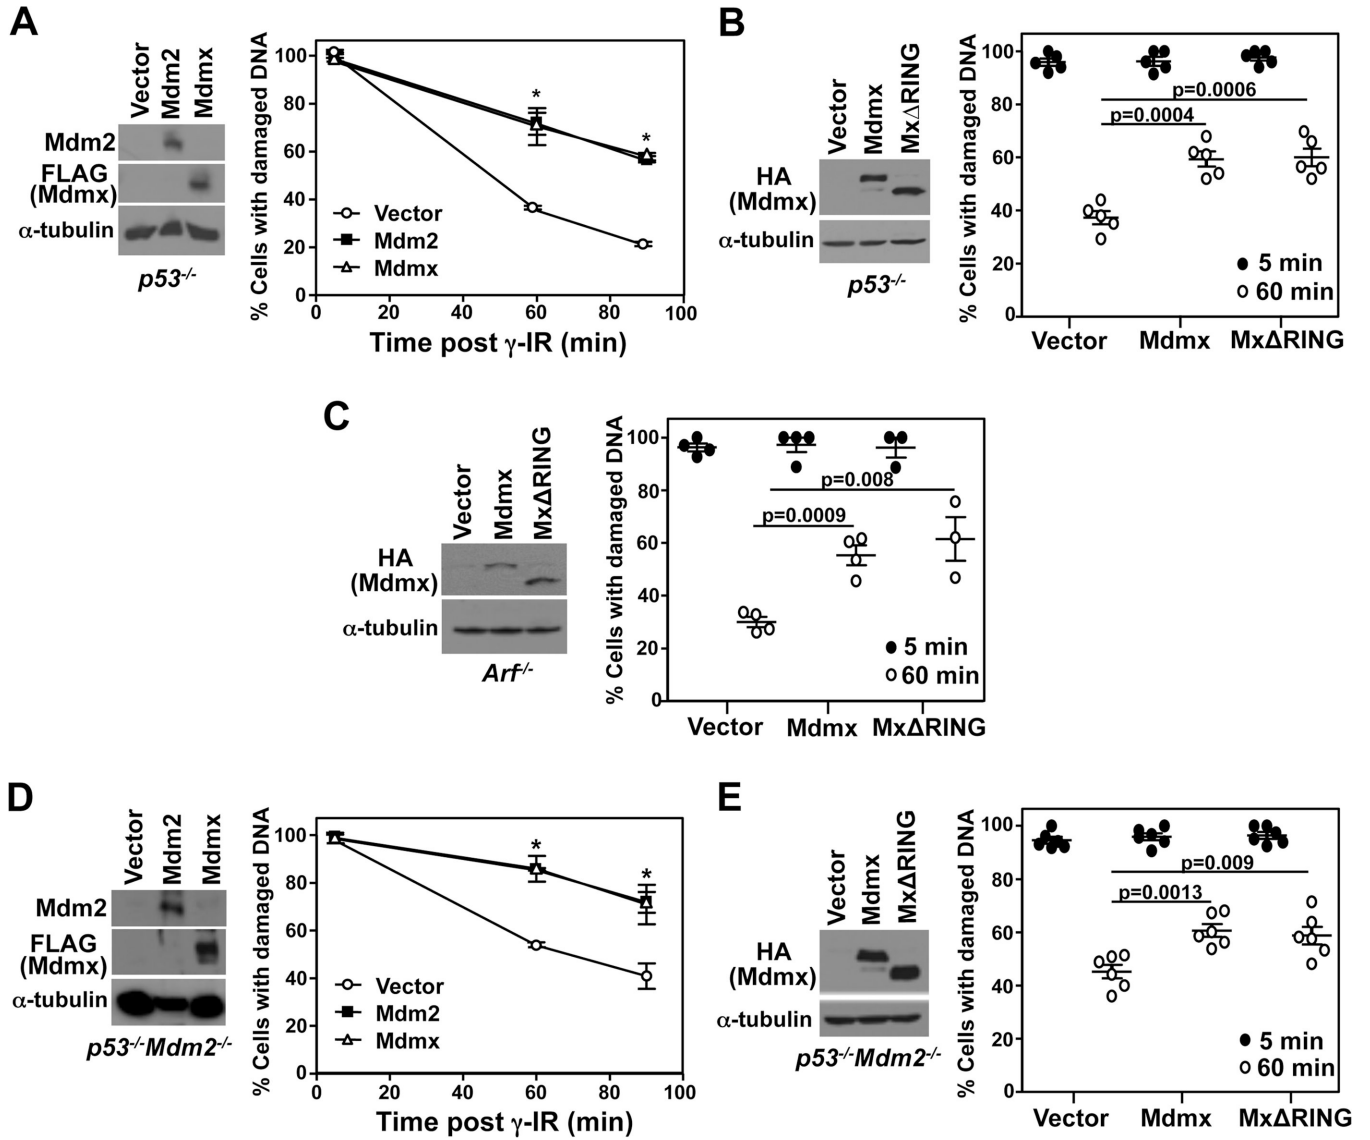 A
Vector
Mdm2
Mdmx
Mdm2
FLAG
(Mdmx)
α-tubulin
p53-/-
% Cells with damaged DNA
100
80
60
40
20
0
*
*
Vector
Mdm2
Mdmx
0 20 40 60 80 100
Time post γ-IR (min)
B
Vector
Mdmx
MxΔRING
HA
(Mdmx)
α-tubulin
p53-/-
% Cells with damaged DNA
100
80
60
40
20
0
p=0.0006
p=0.0004
5 min
60 min
Vector Mdmx MxΔRING
C
Vector
Mdmx
MxΔRING
HA
(Mdmx)
α-tubulin
Arf-/-
% Cells with damaged DNA
100
80
60
40
20
0
p=0.008
p=0.0009
5 min
60 min
Vector Mdmx MxΔRING
D
Vector
Mdm2
Mdmx
Mdm2
FLAG
(Mdmx)
α-tubulin
p53-/-Mdm2-/-
% Cells with damaged DNA
100
80
60
40
20
0
*
*
Vector
Mdm2
Mdmx
0 20 40 60 80 100
Time post γ-IR (min)
E
Vector
Mdmx
MxΔRING
HA
(Mdmx)
α-tubulin
p53-/-Mdm2-/-
% Cells with damaged DNA
100
80
60
40
20
0
p=0.009
p=0.0013
5 min
60 min
Vector Mdmx MxΔRING